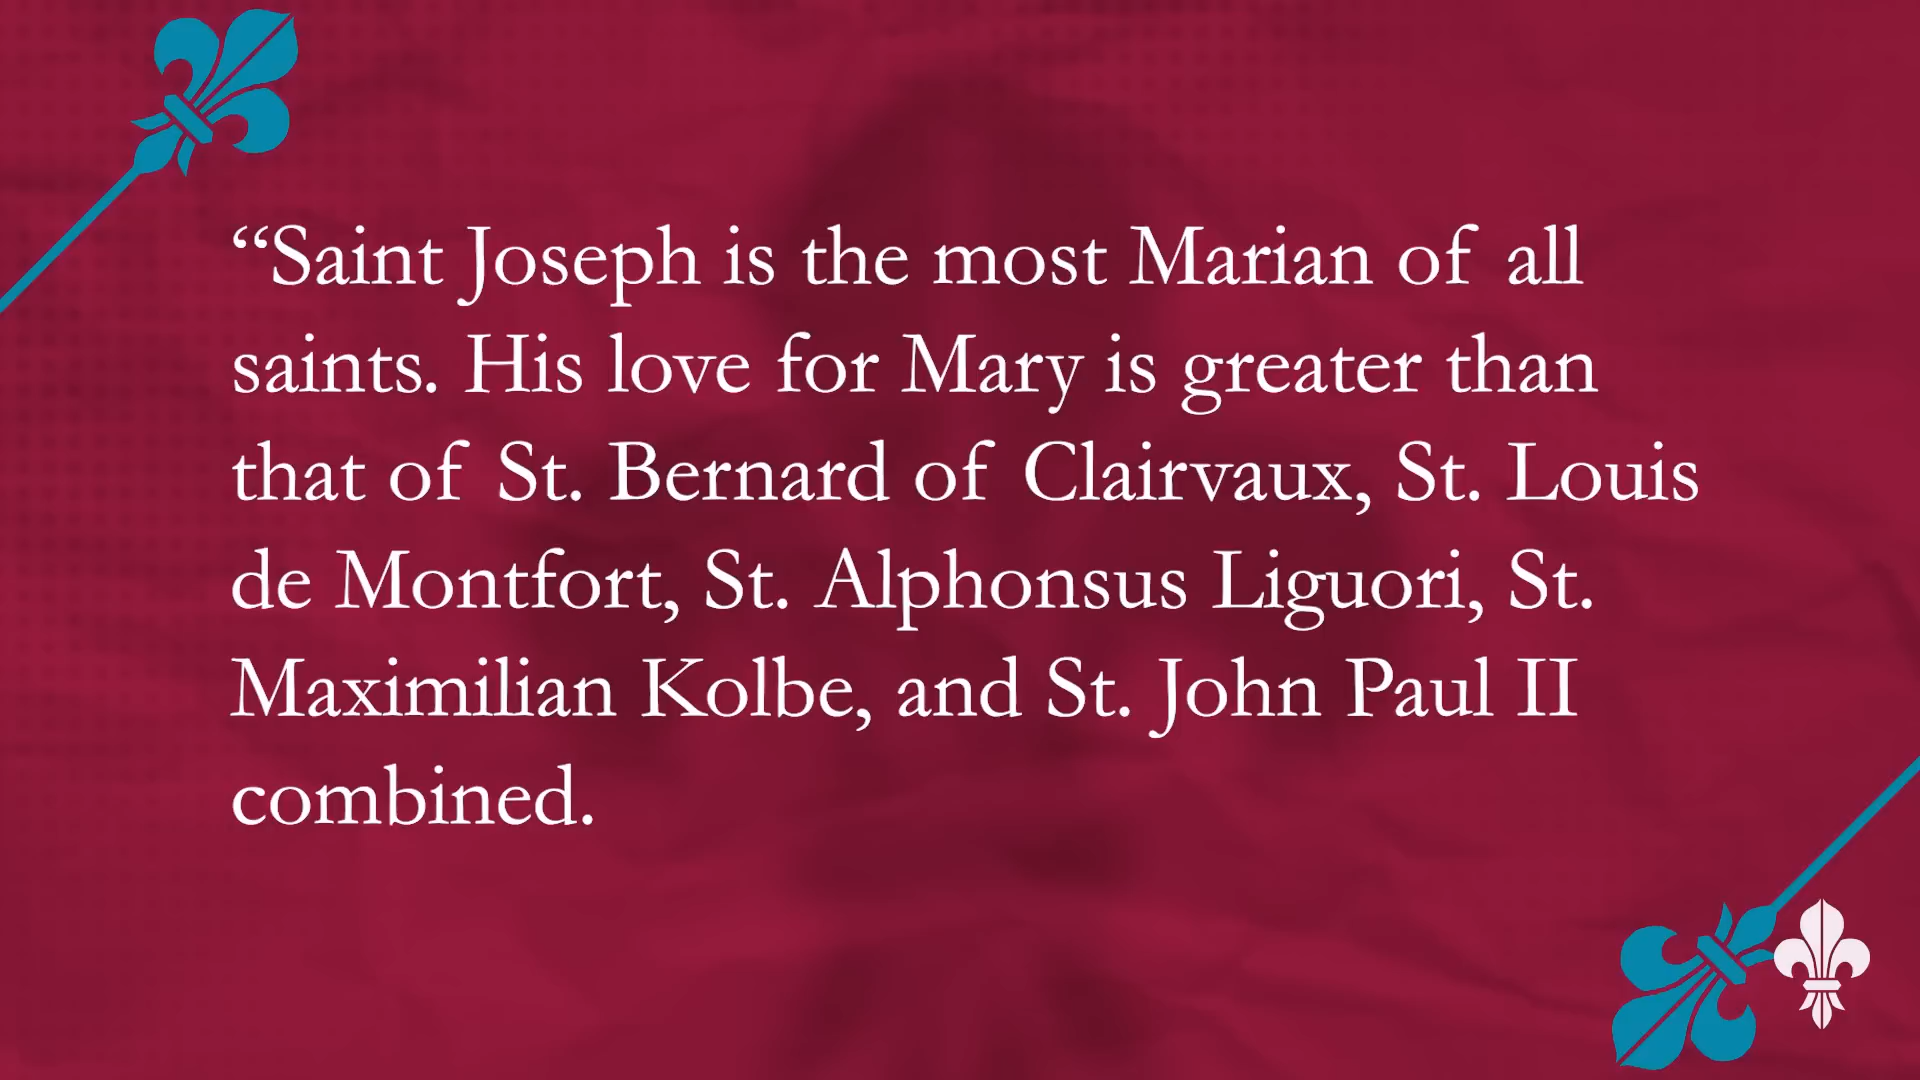 “Saint Joseph is the most Marian of all
saints. His love for Mary is greater than
that of St. Bernard of Clairvaux, St. Louis
de Montfort, St. Alphonsus Liguori, St.
Maximilian Kolbe, and St. John Paul II
combined.